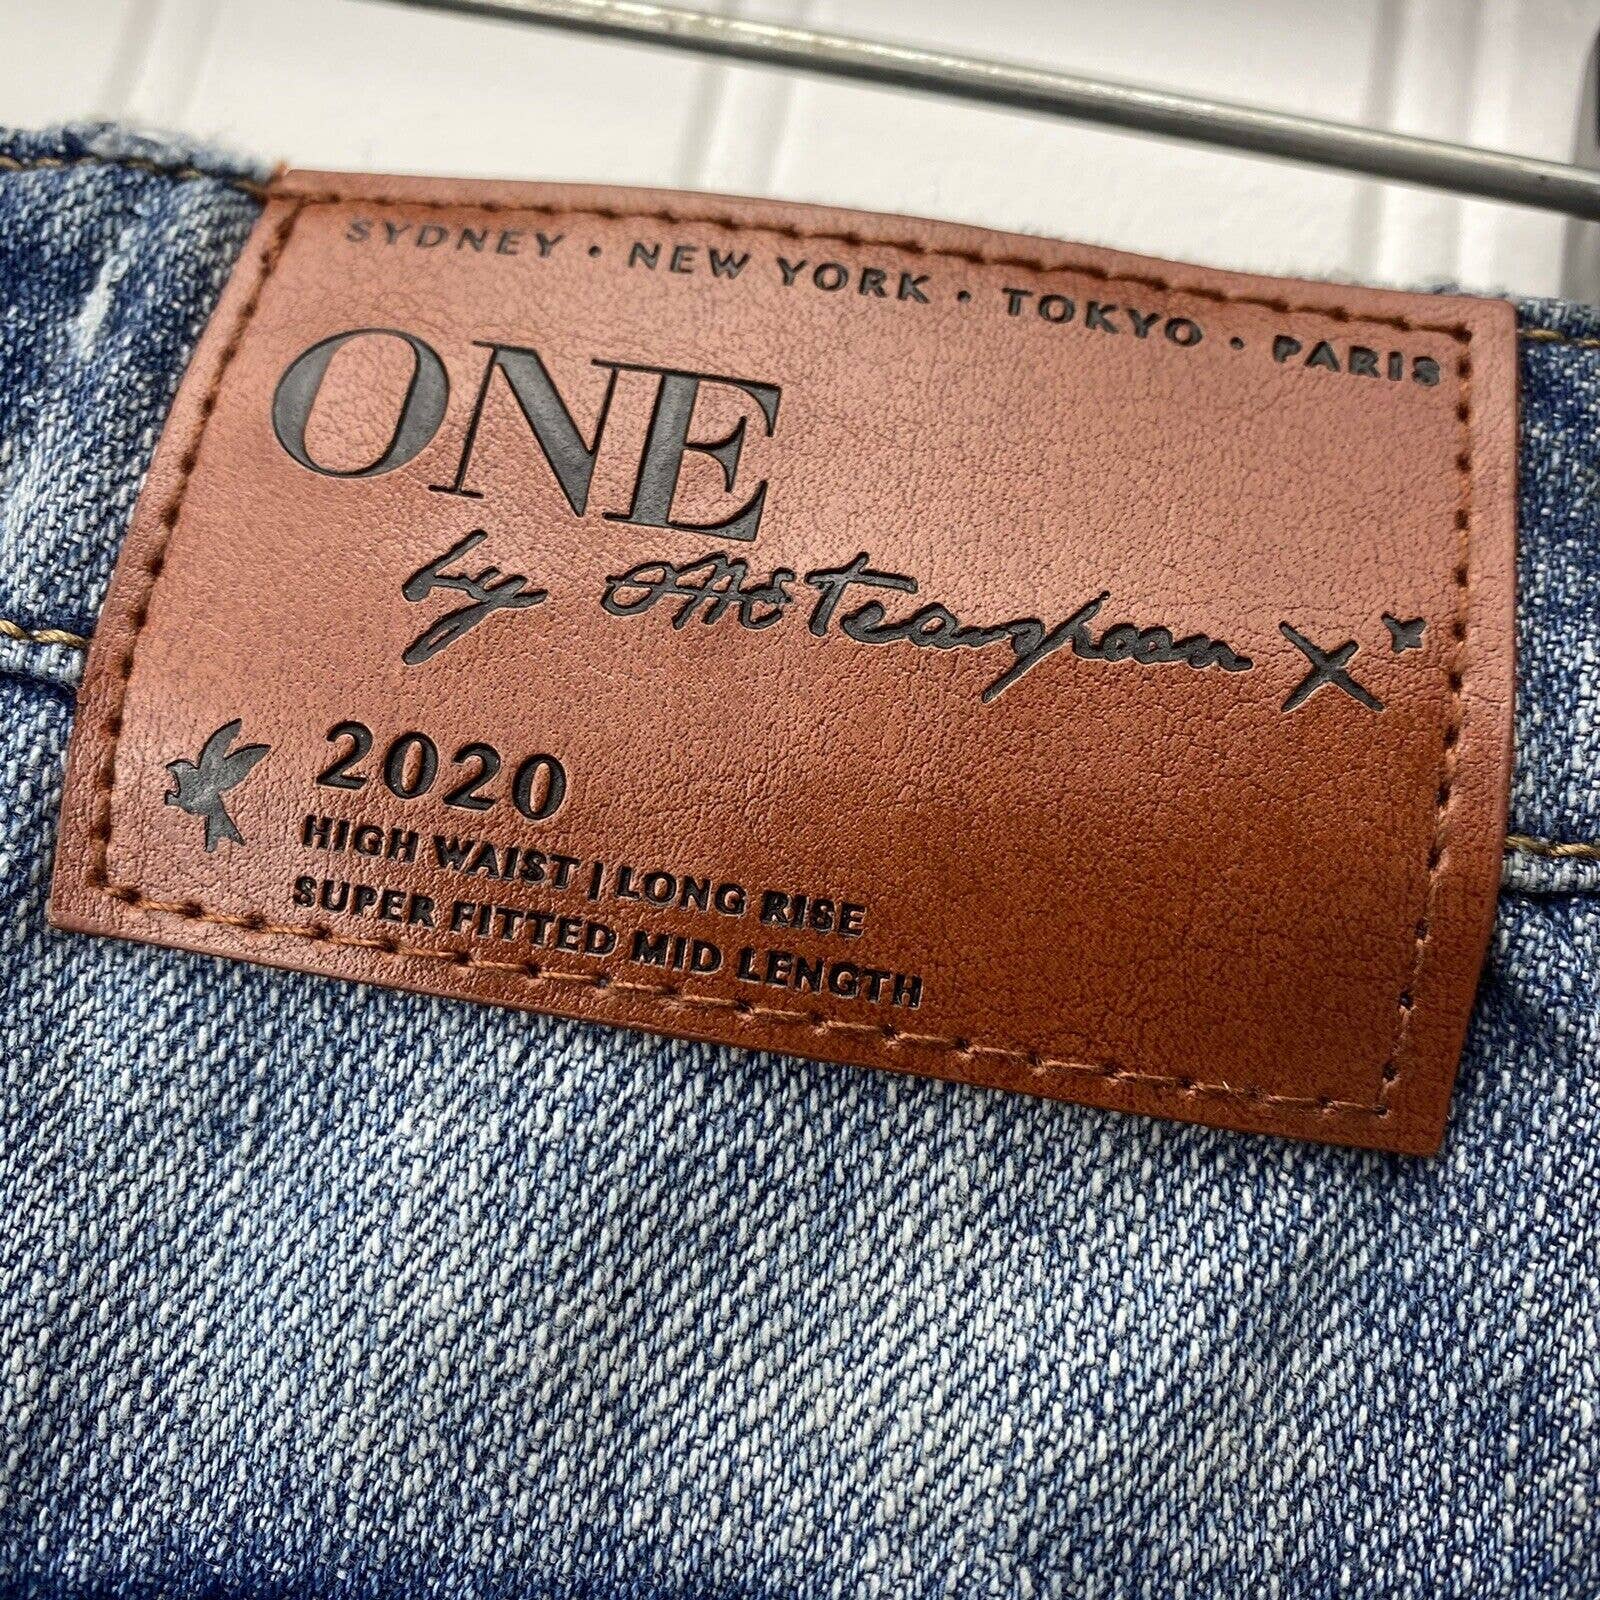 SYDNEY • NEW YORK • TOKYO • PARIS
ONE
by One Teaspoon X x
2020
HIGH WAIST | LONG RISE
SUPER FITTED MID LENGTH